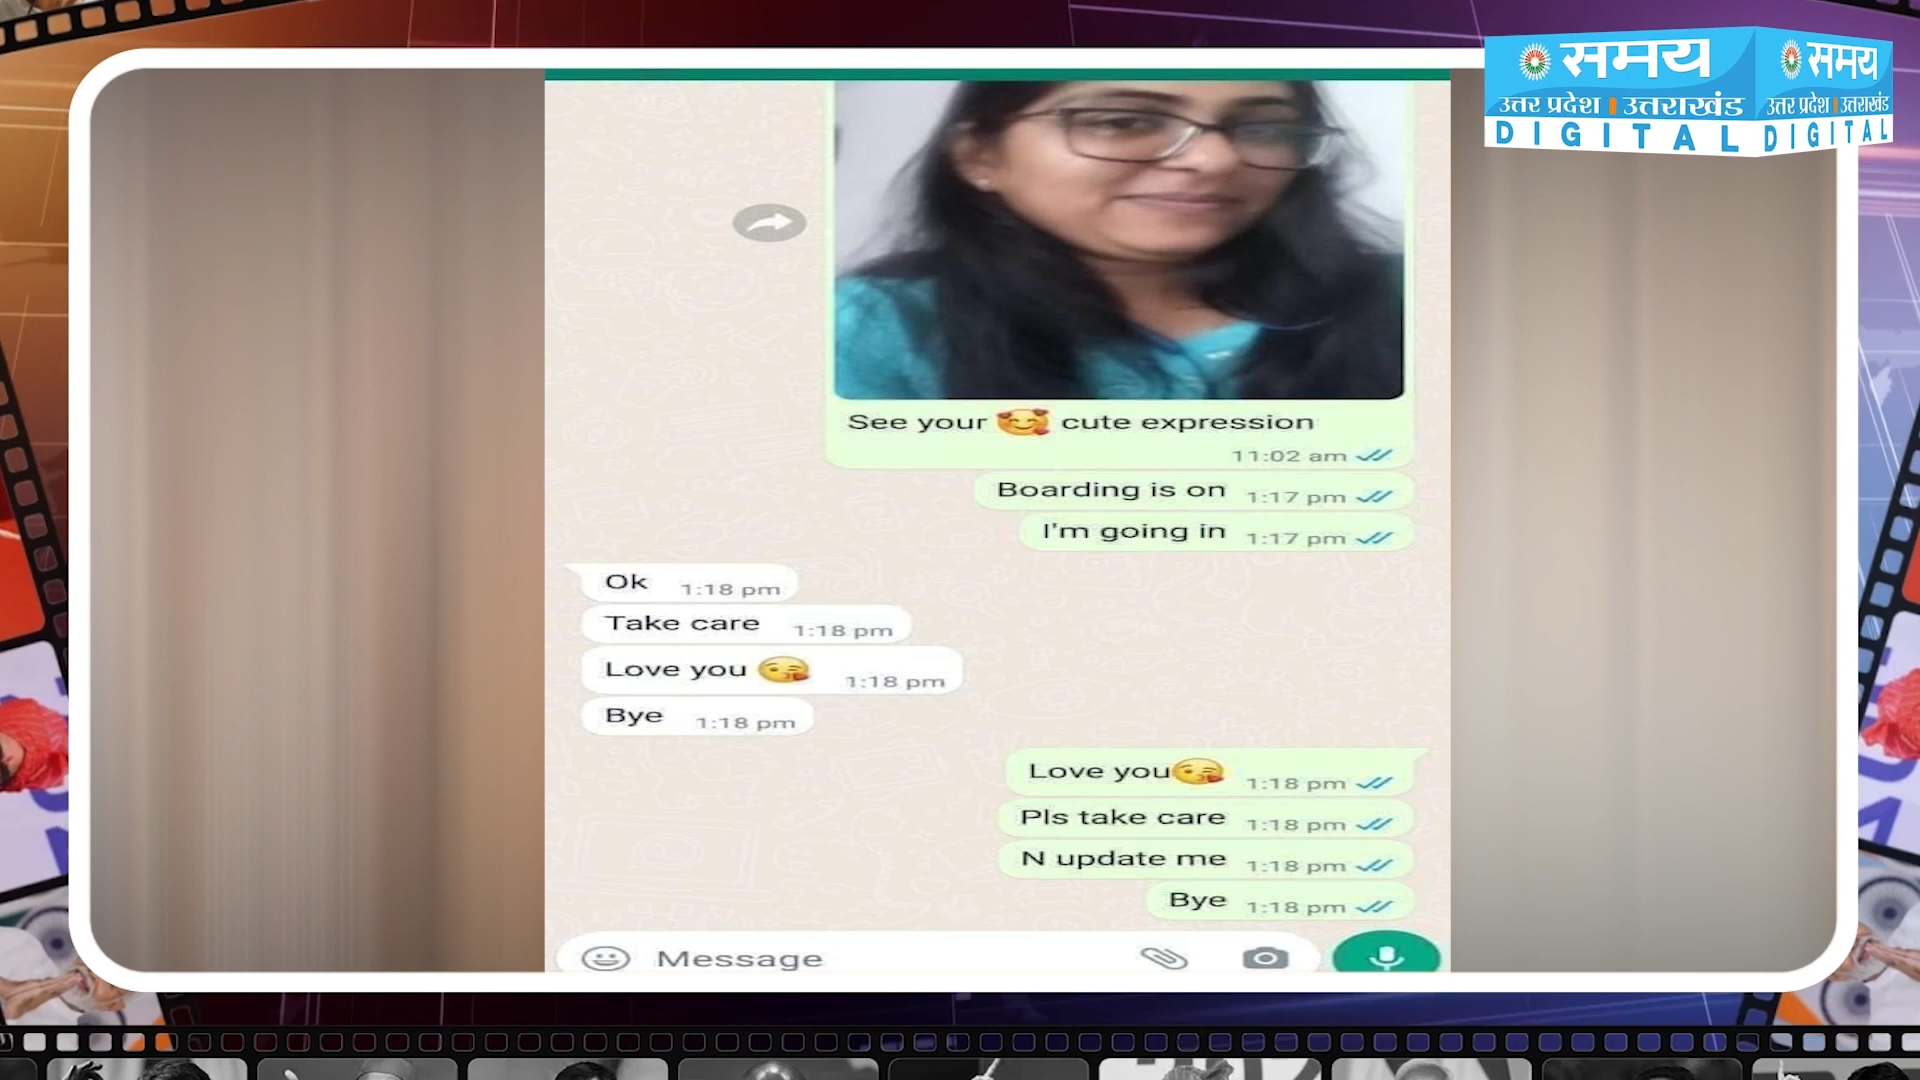 समय
उत्तर प्रदेश उत्तराखंड
DIGITAL
समय
उत्तर प्रदेश उत्तराखंड
DIGITAL
See your 🥰 cute expression
11:02 am
Boarding is on 1:17 pm
I'm going in 1:17 pm
Ok 1:18 pm
Take care 1:18 pm
Love you 😘 1:18 pm
Bye 1:18 pm
Love you😘 1:18 pm
Pls take care 1:18 pm
N update me 1:18 pm
Bye 1:18 pm
Message